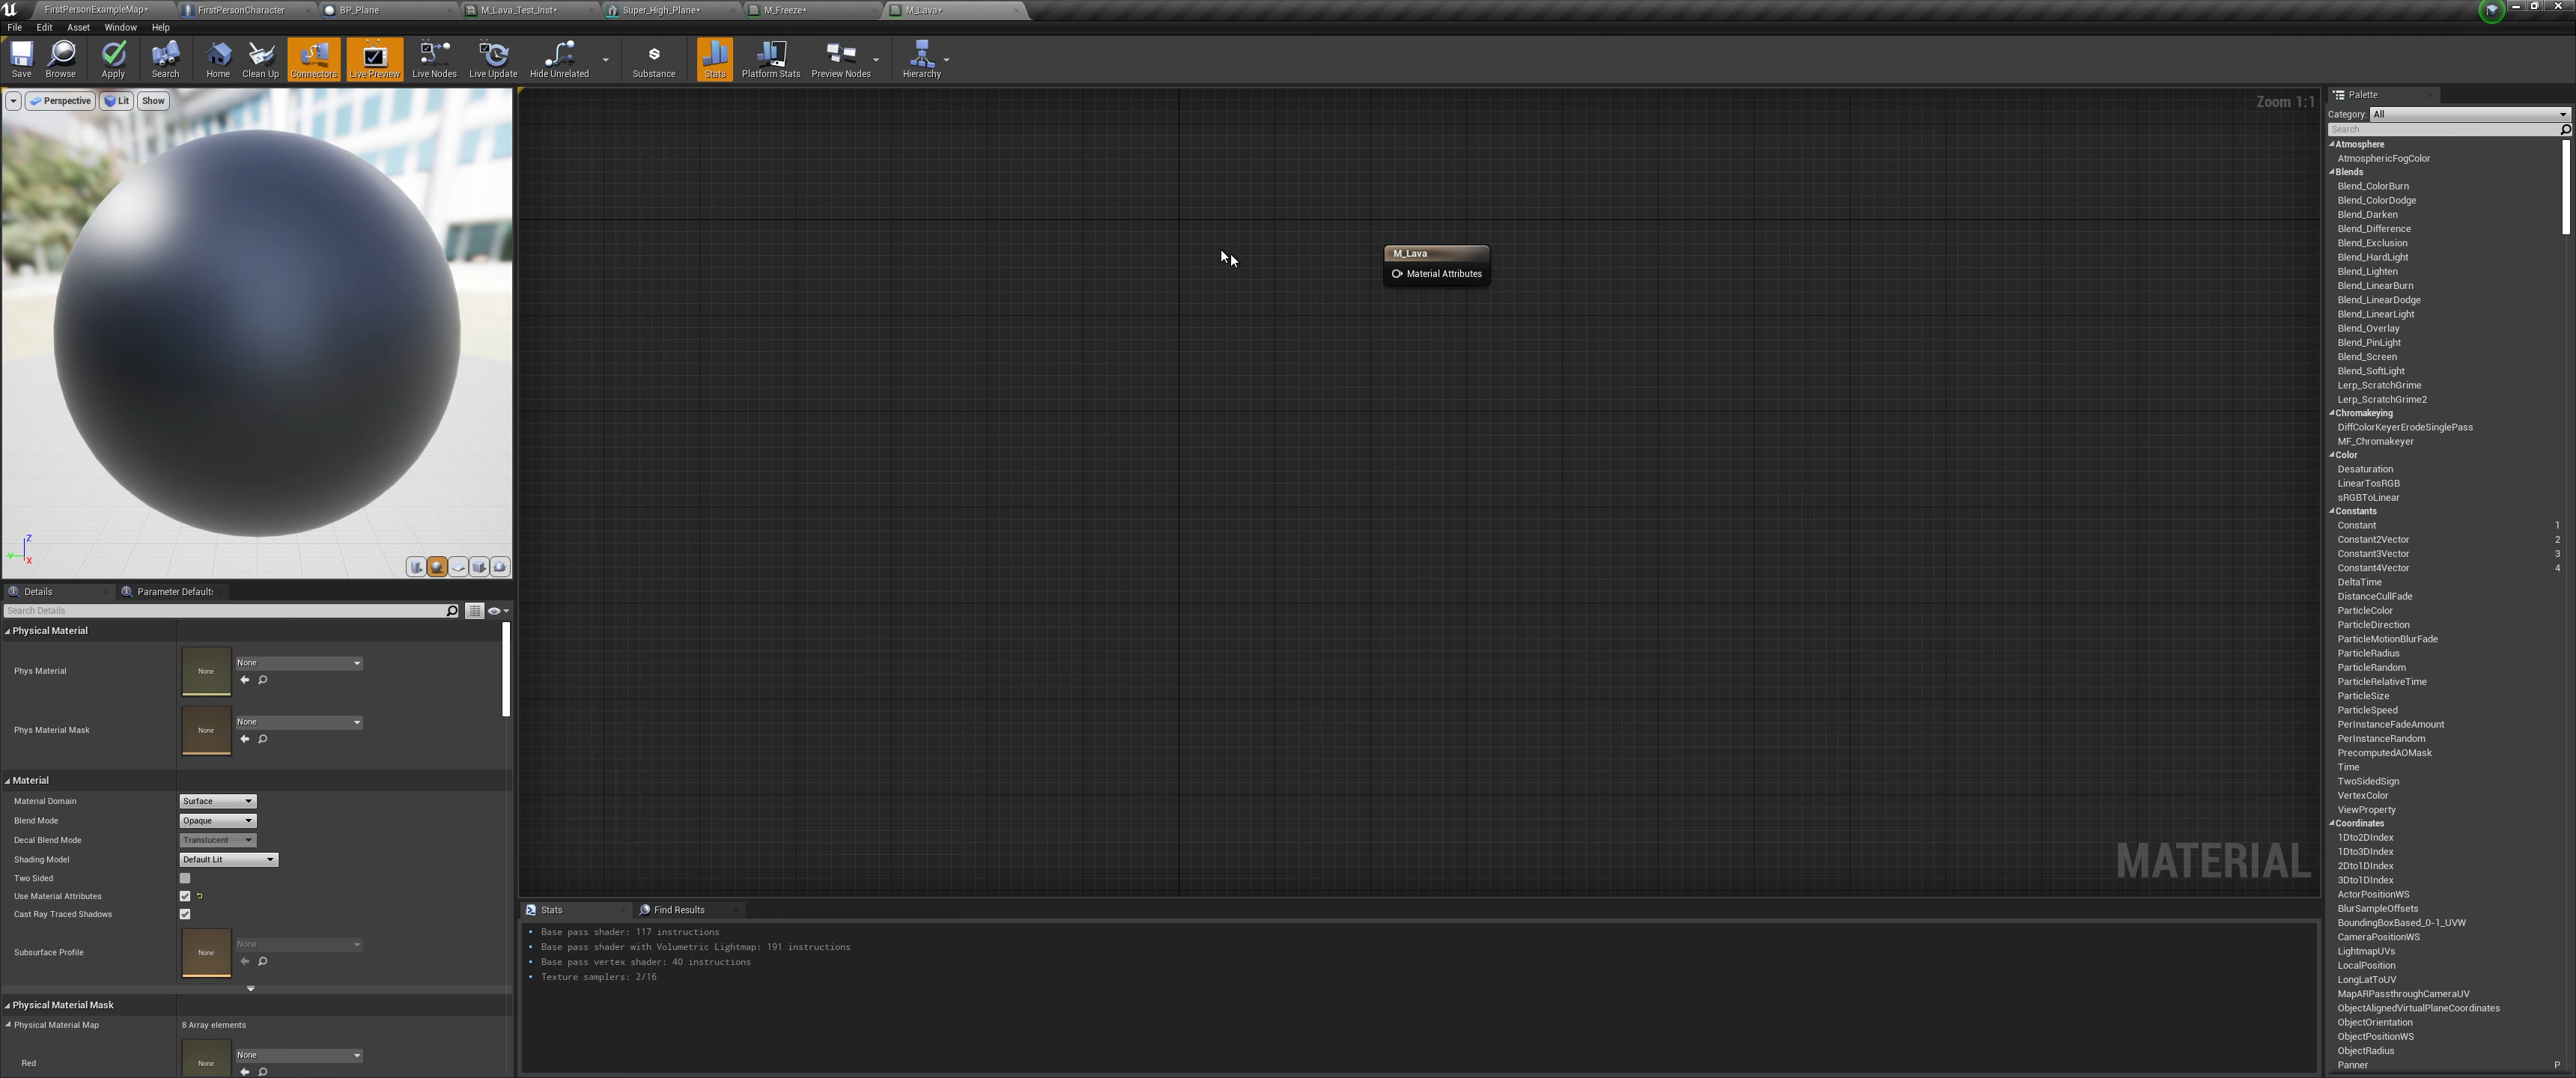 FirstPersonExampleMap*
FirstPersonCharacter
BP_Plane
M_Lava_Test_Inst*
Super_High_Plane*
M_Freeze*
M_Lava*
File Edit Asset Window Help
Save Browse Apply Search Home Clean Up Connectors Live Preview Live Nodes Live Update Hide Unrelated Substance Stats Platform Stats Preview Nodes Hierarchy
Perspective Lit Show
Z
Y
X
Zoom 1:1
M_Lava
Material Attributes
MATERIAL
Details Parameter Default
Search Details
Physical Material
Phys Material None None
Phys Material Mask None None
Material
Material Domain Surface
Blend Mode Opaque
Decal Blend Mode Translucent
Shading Model Default Lit
Two Sided
Use Material Attributes
Cast Ray Traced Shadows
Subsurface Profile None None
Physical Material Mask
Physical Material Map 8 Array elements
Red None None
Stats Find Results
Base pass shader: 117 instructions
Base pass shader with Volumetric Lightmap: 191 instructions
Base pass vertex shader: 40 instructions
Texture samplers: 2/16
Palette
Category: All
Search
Atmosphere
AtmosphericFogColor
Blends
Blend_ColorBurn
Blend_ColorDodge
Blend_Darken
Blend_Difference
Blend_Exclusion
Blend_HardLight
Blend_Lighten
Blend_LinearBurn
Blend_LinearDodge
Blend_LinearLight
Blend_Overlay
Blend_PinLight
Blend_Screen
Blend_SoftLight
Lerp_ScratchGrime
Lerp_ScratchGrime2
Chromakeying
DiffColorKeyerErodeSinglePass
MF_Chromakeyer
Color
Desaturation
LinearTosRGB
sRGBToLinear
Constants
Constant 1
Constant2Vector 2
Constant3Vector 3
Constant4Vector 4
DeltaTime
DistanceCullFade
ParticleColor
ParticleDirection
ParticleMotionBlurFade
ParticleRadius
ParticleRandom
ParticleRelativeTime
ParticleSize
ParticleSpeed
PerInstanceFadeAmount
PerInstanceRandom
PrecomputedAOMask
Time
TwoSidedSign
VertexColor
ViewProperty
Coordinates
1Dto2DIndex
1Dto3DIndex
2Dto1DIndex
3Dto1DIndex
ActorPositionWS
BlurSampleOffsets
BoundingBoxBased_0-1_UVW
CameraPositionWS
LightmapUVs
LocalPosition
LongLatToUV
MapARPassthroughCameraUV
ObjectAlignedVirtualPlaneCoordinates
ObjectOrientation
ObjectPositionWS
ObjectRadius
Panner P